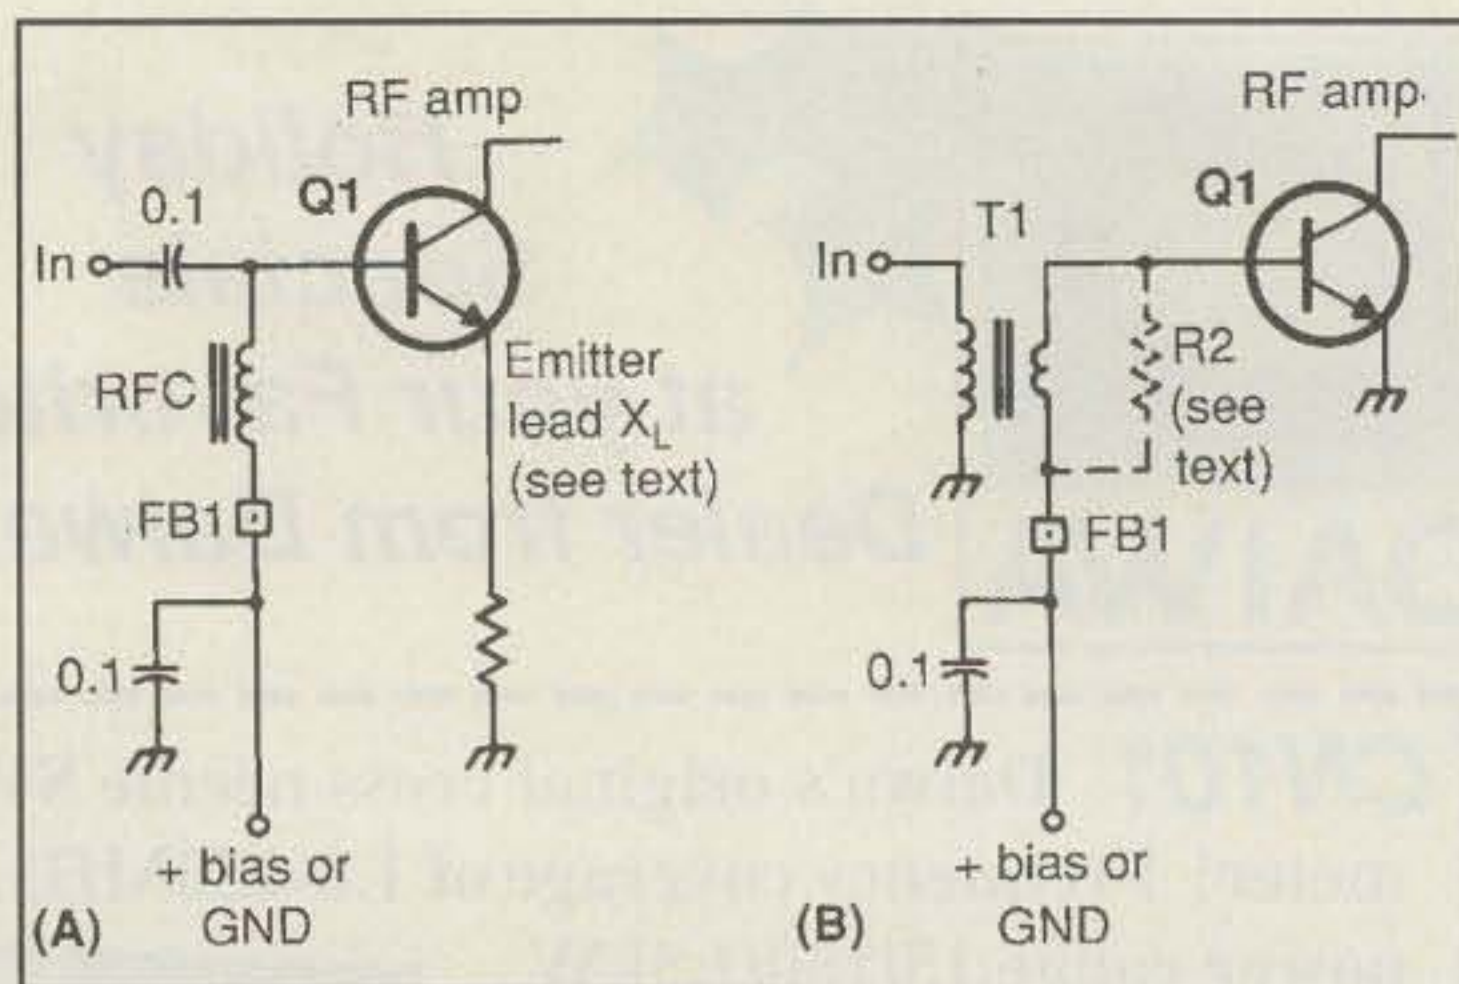 RF amp
Q1
0.1
In
RFC
Emitter
lead XL
(see text)
FB1
0.1
+ bias or
GND
(A)
RF amp.
Q1
T1
In
R2
(see
text)
FB1
0.1
+ bias or
GND
(B)